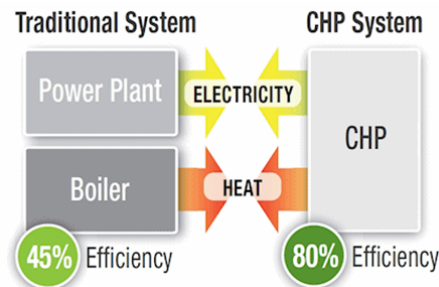 Traditional System
CHP System
Power Plant
ELECTRICITY
CHP
Boiler
HEAT
45% Efficiency
80% Efficiency